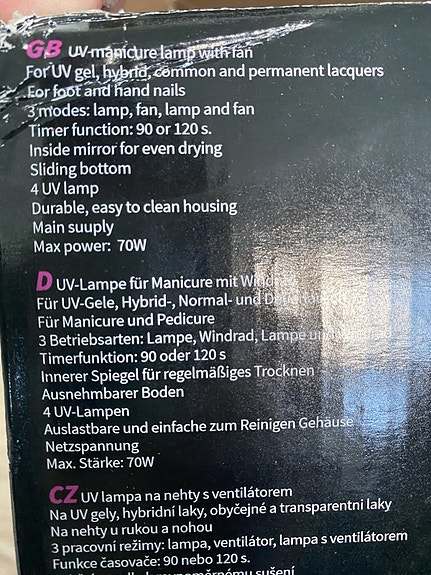 GB UV-manicure lamp with fan
For UV gel, hybrid, common and permanent lacquers
For foot and hand nails
3 modes: lamp, fan, lamp and fan
Timer function: 90 or 120 s.
Inside mirror for even drying
Sliding bottom
4 UV lamp
Durable, easy to clean housing
Main suuply
Max power: 70W
D UV-Lampe für Manicure mit Windrad
Für UV-Gele, Hybrid-, Normal- und
Für Manicure und Pedicure
3 Betriebsarten: Lampe, Windrad, Lampe und
Timerfunktion: 90 oder 120 s
Innerer Spiegel für regelmäßiges Trocknen
Ausnehmbarer Boden
4 UV-Lampen
Auslastbare und einfache zum Reinigen Gehäuse
Netzspannung
Max. Stärke: 70W
CZ UV lampa na nehty s ventilátorem
Na UV gely, hybridní laky, obyčejné a transparentni laky
Na nehty u rukou a nohou
3 pracovní režimy: lampa, ventilátor, lampa s ventilátorem
Funkce časovače: 90 nebo 120 s.
sušení